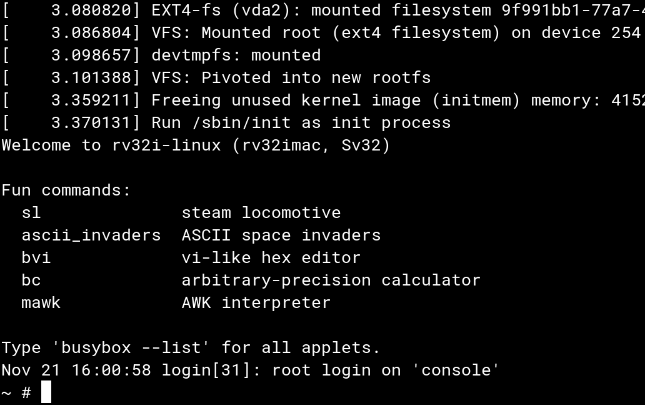 [    3.080820] EXT4-fs (vda2): mounted filesystem 9f991bb1-77a7-4
[    3.086804] VFS: Mounted root (ext4 filesystem) on device 254
[    3.098657] devtmpfs: mounted
[    3.101388] VFS: Pivoted into new rootfs
[    3.359211] Freeing unused kernel image (initmem) memory: 4152
[    3.370131] Run /sbin/init as init process
Welcome to rv32i-linux (rv32imac, Sv32)

Fun commands:
  sl              steam locomotive
  ascii_invaders  ASCII space invaders
  bvi             vi-like hex editor
  bc              arbitrary-precision calculator
  mawk            AWK interpreter

Type 'busybox --list' for all applets.
Nov 21 16:00:58 login[31]: root login on 'console'
~ #